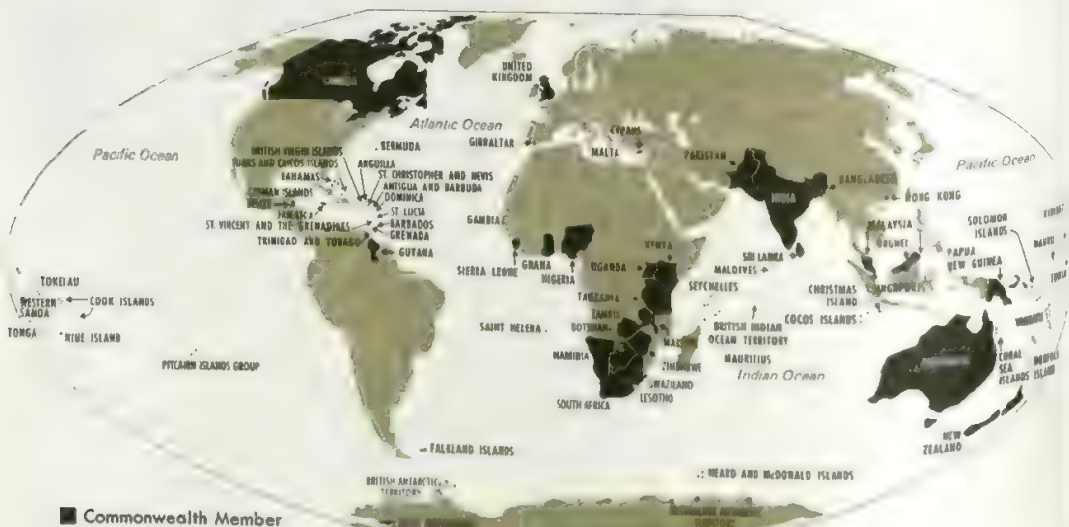 UNITED
KINGDOM
Atlantic Ocean
Pacific Ocean
BERMUDA
GIBRALTAR
CYPRUS
MALTA
PAKISTAN
Pacific Ocean
BRITISH VIRGIN ISLANDS
TURKS AND CAICOS ISLANDS
BAHAMAS
CAYMAN ISLANDS
JAMAICA
ANGUILLA
ST. CHRISTOPHER AND NEVIS
ANTIGUA AND BARBUDA
DOMINICA
ST. LUCIA
BARBADOS
GRENADA
ST. VINCENT AND THE GRENADINES
TRINIDAD AND TOBAGO
GUYANA
GAMBIA
SIERRA LEONE
GHANA
NIGERIA
UGANDA
KENYA
TANZANIA
ZAMBIA
INDIA
BANGLADESH
HONG KONG
SRI LANKA
MALDIVES
SEYCHELLES
MALAYSIA
BRUNEI
SINGAPORE
SOLOMON
ISLANDS
PAPUA
NEW GUINEA
NAURU
CHRISTMAS
ISLAND
COCOS ISLANDS
TOKELAU
WESTERN
SAMOA
COOK ISLANDS
TONGA
NIUE ISLAND
PITCAIRN ISLANDS GROUP
SAINT HELENA
NAMIBIA
BRITISH INDIAN
OCEAN TERRITORY
MAURITIUS
Indian Ocean
ZIMBABWE
SWAZILAND
LESOTHO
SOUTH AFRICA
VANUATU
CORAL
SEA
ISLANDS
NORFOLK
ISLAND
NEW
ZEALAND
FALKLAND ISLANDS
HEARD AND McDONALD ISLANDS
BRITISH ANTARCTIC
TERRITORY
AUSTRALIAN ANTARCTIC
TERRITORY
Commonwealth Member